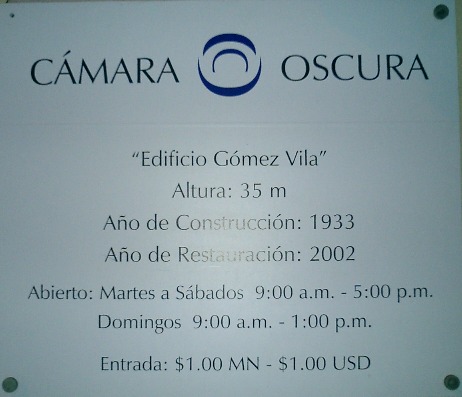 CÁMARA OSCURA
“Edificio Gómez Vila”
Altura: 35 m
Año de Construcción: 1933
Año de Restauración: 2002
Abierto: Martes a Sábados 9:00 a.m. - 5:00 p.m.
Domingos 9:00 a.m. - 1:00 p.m.
Entrada: $1.00 MN - $1.00 USD